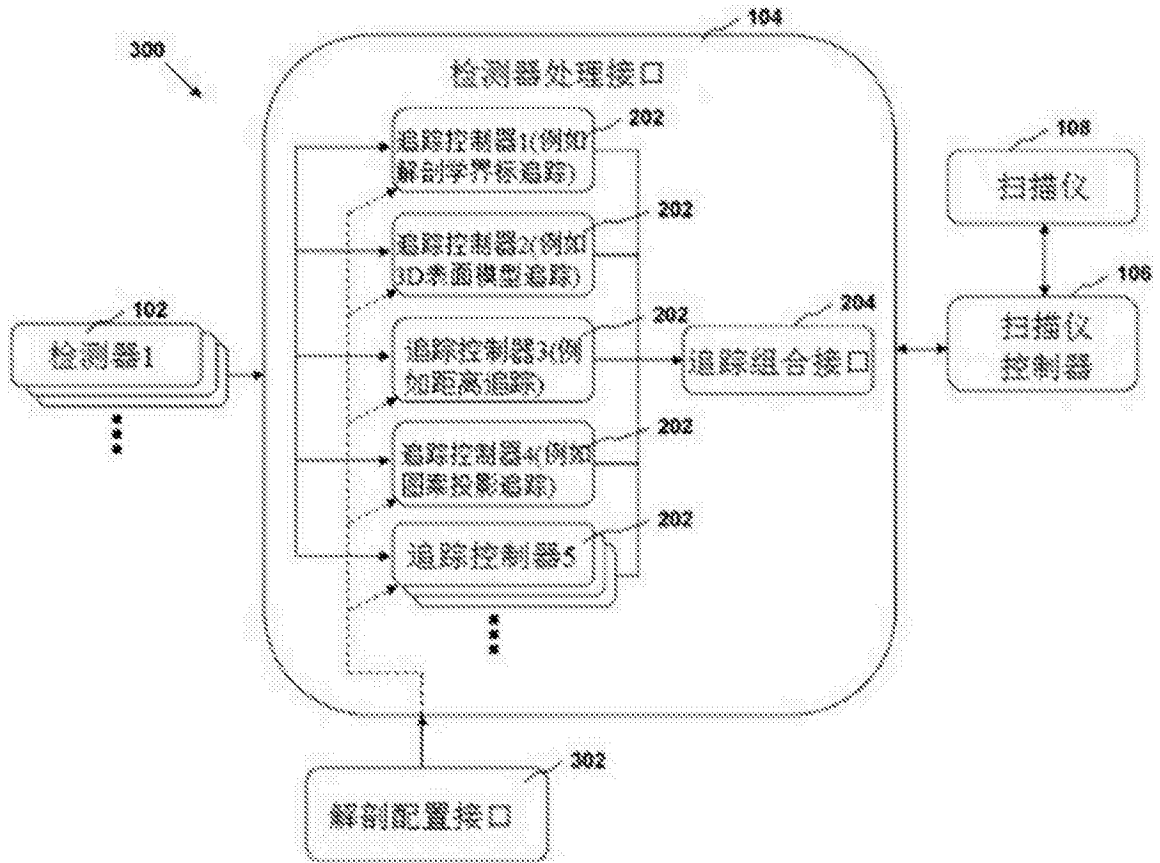 300
104
检测器处理接口
202
追踪控制器1(例如
解剖学界标追踪)
202
追踪控制器2(例如
3D表面模型追踪)
202
追踪控制器3(例
如距离追踪)
202
追踪控制器4(例如
图案投影追踪)
202
追踪控制器5
102
检测器1
204
追踪组合接口
108
扫描仪
106
扫描仪
控制器
302
解剖配置接口